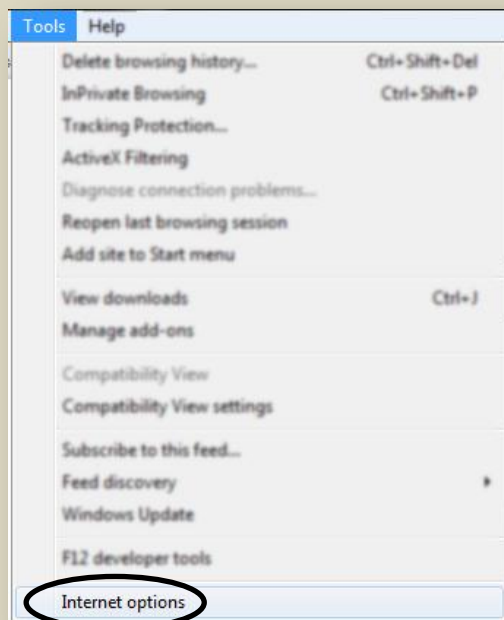 Tools Help
Delete browsing history... Ctrl+Shift+Del
InPrivate Browsing Ctrl+Shift+P
Tracking Protection...
ActiveX Filtering
Diagnose connection problems...
Reopen last browsing session
Add site to Start menu
View downloads Ctrl+J
Manage add-ons
Compatibility View
Compatibility View settings
Subscribe to this feed...
Feed discovery
Windows Update
F12 developer tools
Internet options